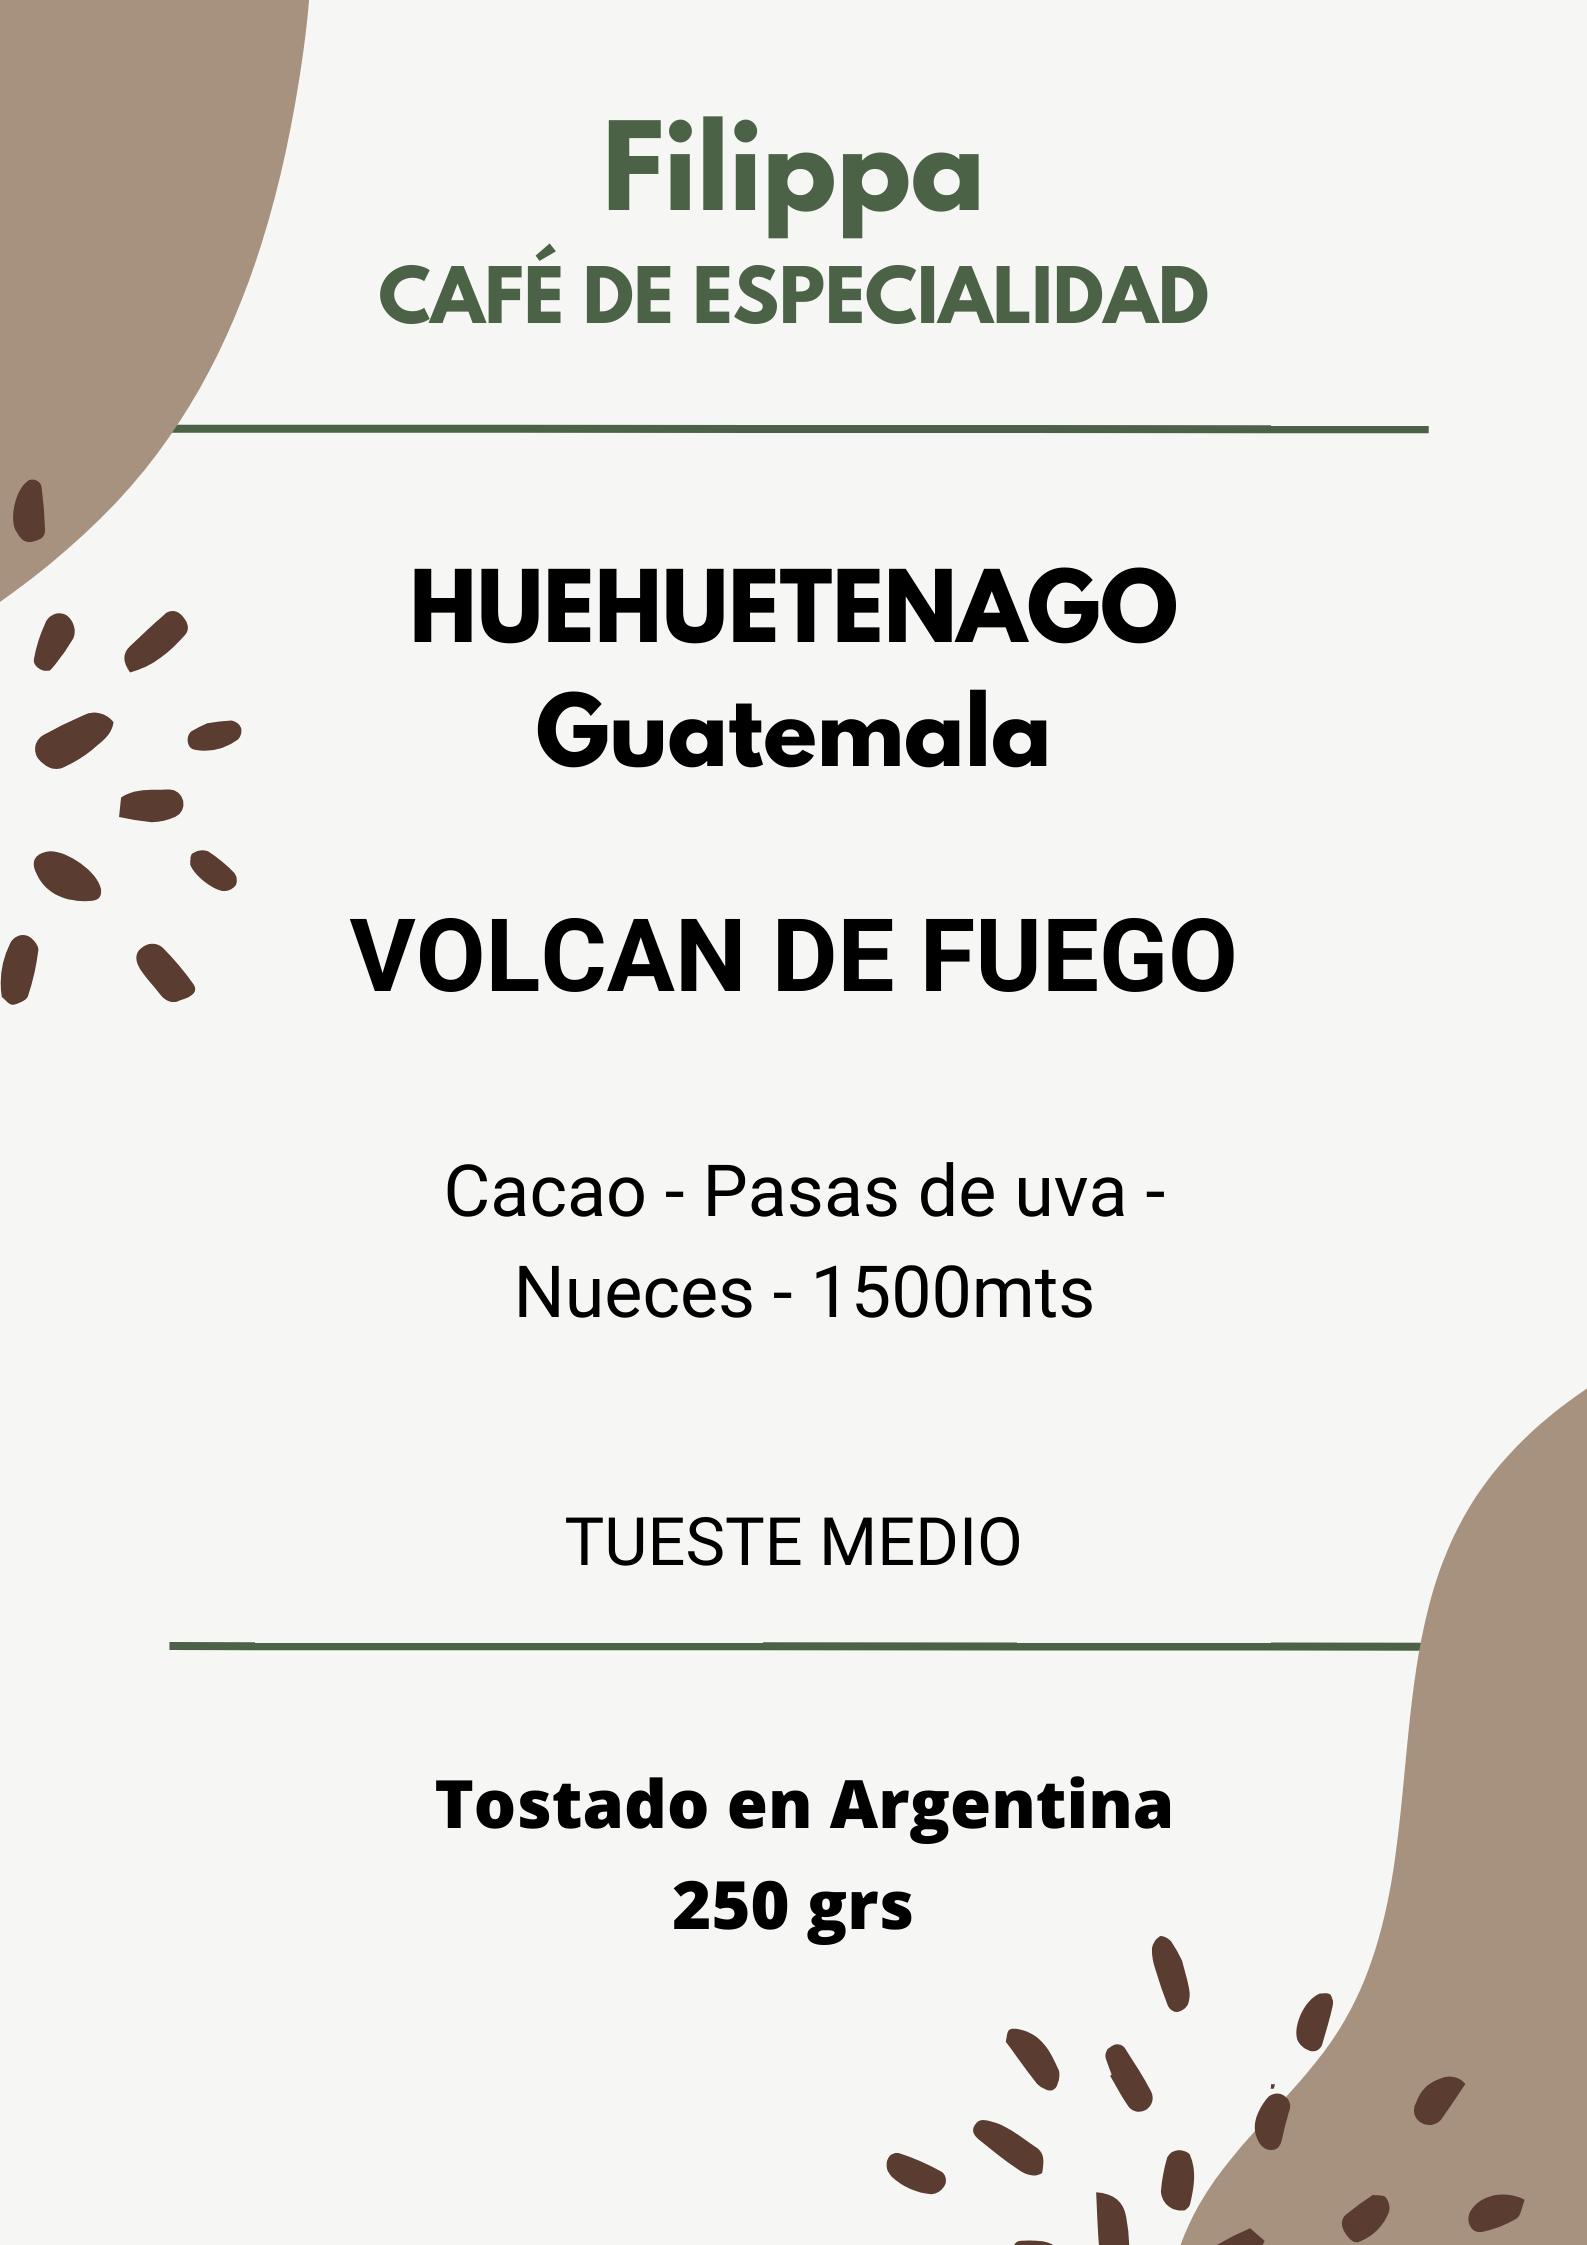 Filippa
CAFÉ DE ESPECIALIDAD
HUEHUETENAGO
Guatemala
VOLCAN DE FUEGO
Cacao - Pasas de uva -
Nueces - 1500mts
TUESTE MEDIO
Tostado en Argentina
250 grs